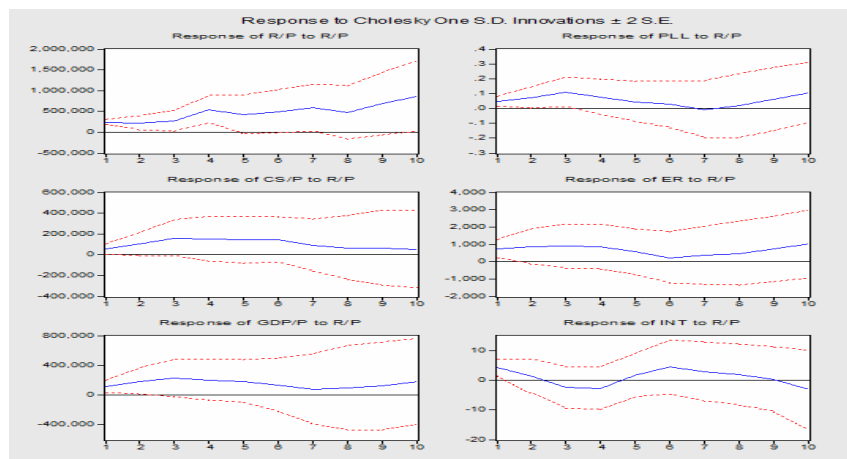 Response to Cholesky One S.D. Innovations ± 2 S.E.
Response of R/P to R/P
2,000,000
1,500,000
1,000,000
500,000
0
-500,000
1 2 3 4 5 6 7 8 9 10
Response of PLL to R/P
.4
.3
.2
.1
.0
-.1
-.2
-.3
1 2 3 4 5 6 7 8 9 10
Response of CS/P to R/P
600,000
400,000
200,000
0
-200,000
-400,000
1 2 3 4 5 6 7 8 9 10
Response of ER to R/P
4,000
3,000
2,000
1,000
0
-1,000
-2,000
1 2 3 4 5 6 7 8 9 10
Response of GDP/P to R/P
800,000
400,000
0
-400,000
1 2 3 4 5 6 7 8 9 10
Response of INT to R/P
10
0
-10
-20
1 2 3 4 5 6 7 8 9 10